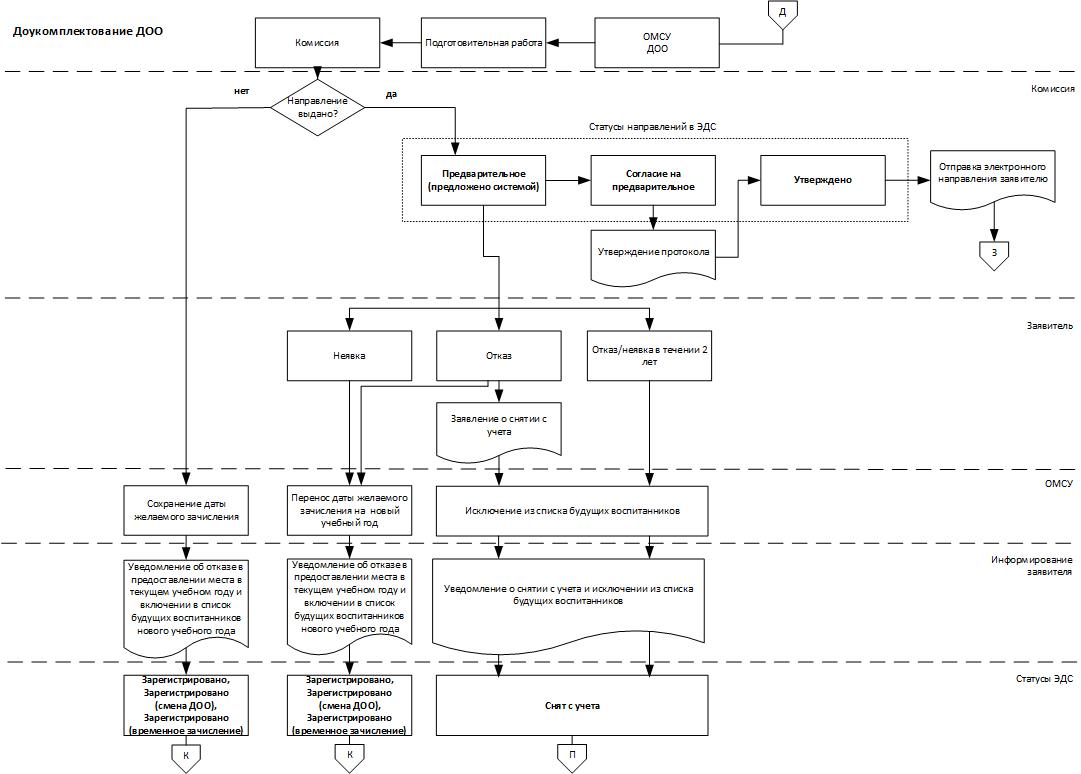 Д
Доукомплектование ДОО
Комиссия
Подготовительная работа
ОМСУ
ДОО
Комиссия
нет
да
Направление
выдано?
Статусы направлений в ЭДС
Предварительное
(предложено системой)
Согласие на
предварительное
Утверждено
Отправка электронного
направления заявителю
Утверждение протокола
З
Заявитель
Неявка
Отказ
Отказ/неявка в течении 2
лет
Заявление о снятии с
учета
ОМСУ
Сохранение даты
желаемого зачисления
Перенос даты желаемого
зачисления на новый
учебный год
Исключение из списка будущих воспитанников
Информирование
заявителя
Уведомление об отказе в
предоставлении места в
текущем учебном году и
включении в список
будущих воспитанников
нового учебного года
Уведомление об отказе в
предоставлении места в
текущем учебном году и
включении в список
будущих воспитанников
нового учебного года
Уведомление о снятии с учета и исключении из списка
будущих воспитанников
Статусы ЭДС
Зарегистрировано,
Зарегистрировано
(смена ДОО),
Зарегистрировано
(временное зачисление)
Зарегистрировано,
Зарегистрировано
(смена ДОО),
Зарегистрировано
(временное зачисление)
Снят с учета
К
К
П